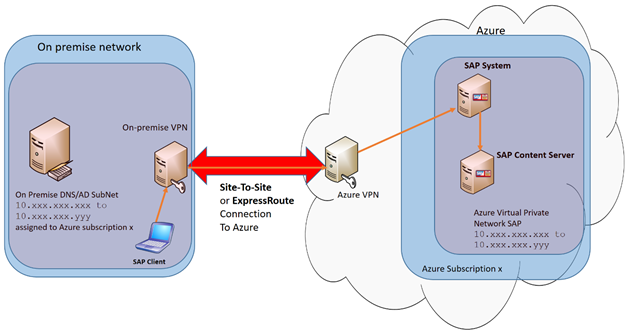 On premise network
On-premise VPN
On Premise DNS/AD SubNet
10.xxx.xxx.xxx to
10.xxx.xxx.yyy
assigned to Azure subscription x
SAP Client
Site-To-Site
or ExpressRoute
Connection
To Azure
Azure VPN
Azure
SAP System
SAP Content Server
Azure Virtual Private
Network SAP
10.xxx.xxx.xxx to
10.xxx.xxx.yyy
Azure Subscription x